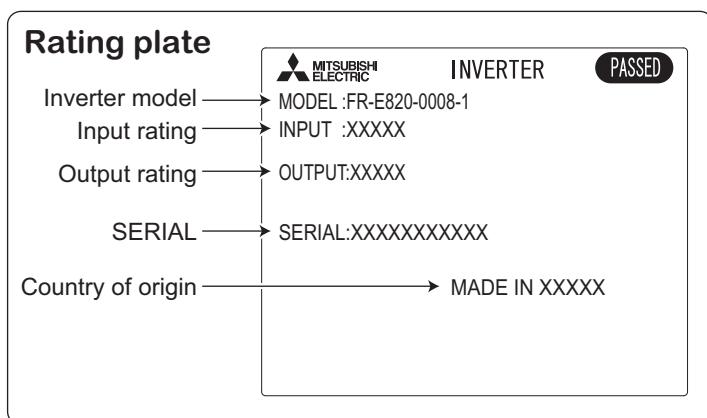 Rating plate
MITSUBISHI
ELECTRIC
INVERTER
PASSED
Inverter model
MODEL :FR-E820-0008-1
Input rating
INPUT :XXXXX
Output rating
OUTPUT:XXXXX
SERIAL
SERIAL:XXXXXXXXXXX
Country of origin
MADE IN XXXXX